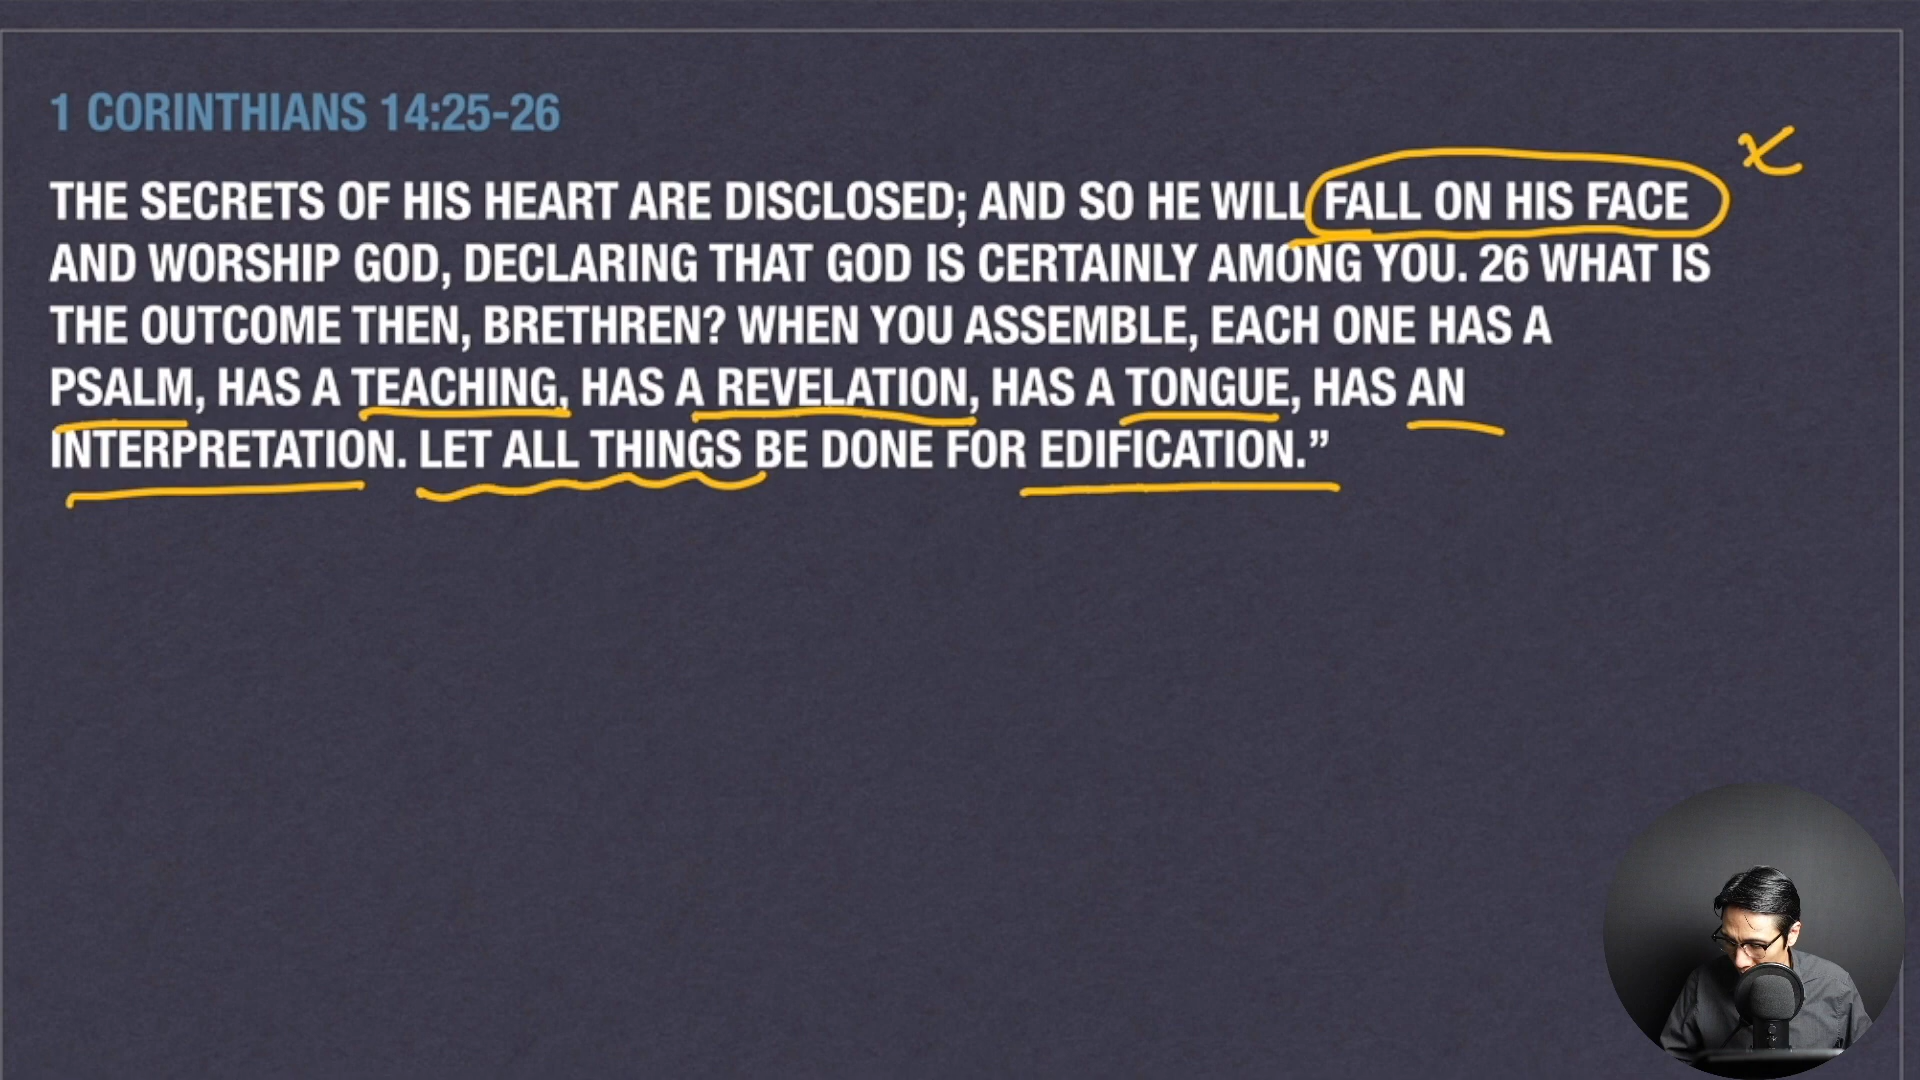 1 CORINTHIANS 14:25-26
x
THE SECRETS OF HIS HEART ARE DISCLOSED; AND SO HE WILL FALL ON HIS FACE
AND WORSHIP GOD, DECLARING THAT GOD IS CERTAINLY AMONG YOU. 26 WHAT IS
THE OUTCOME THEN, BRETHREN? WHEN YOU ASSEMBLE, EACH ONE HAS A
PSALM, HAS A TEACHING, HAS A REVELATION, HAS A TONGUE, HAS AN
INTERPRETATION. LET ALL THINGS BE DONE FOR EDIFICATION.”